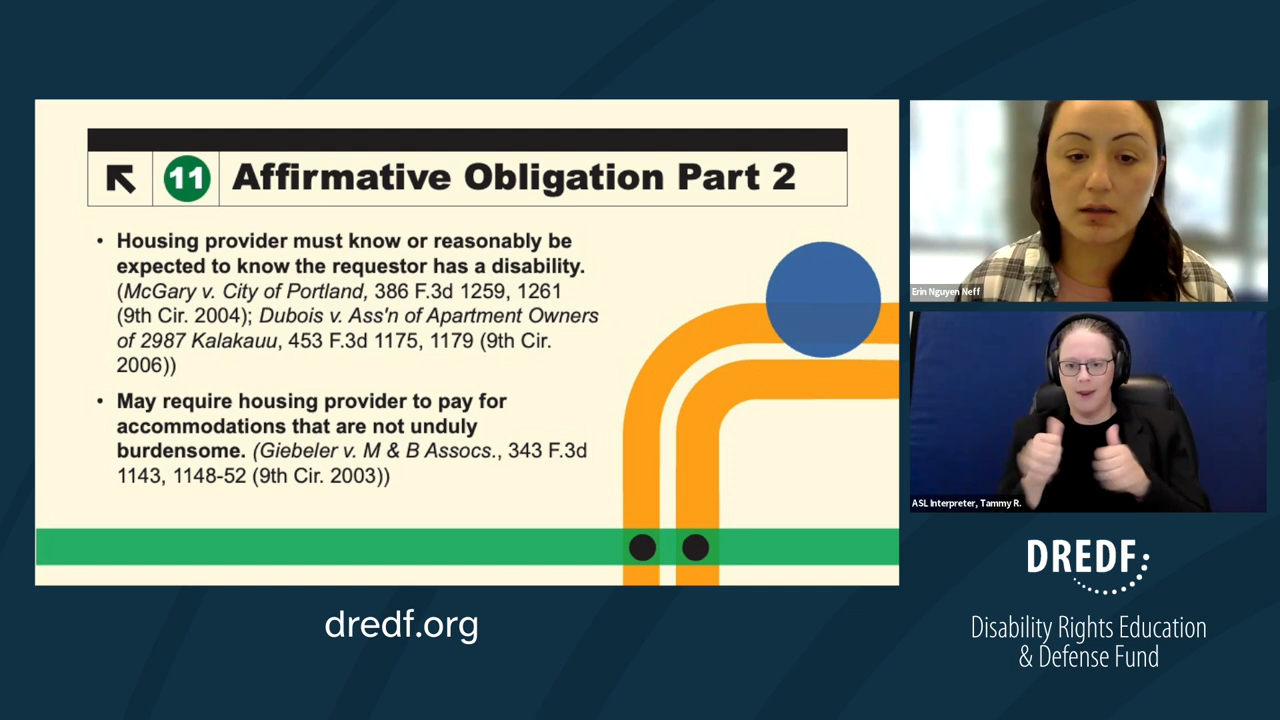 11 Affirmative Obligation Part 2
• Housing provider must know or reasonably be
expected to know the requestor has a disability.
(McGary v. City of Portland, 386 F.3d 1259, 1261
(9th Cir. 2004); Dubois v. Ass'n of Apartment Owners
of 2987 Kalakauu, 453 F.3d 1175, 1179 (9th Cir.
2006))
• May require housing provider to pay for
accommodations that are not unduly
burdensome. (Giebeler v. M & B Assocs., 343 F.3d
1143, 1148-52 (9th Cir. 2003))
Erin Nguyen Neff
ASL Interpreter, Tammy R.
dredf.org
DREDF
Disability Rights Education
& Defense Fund